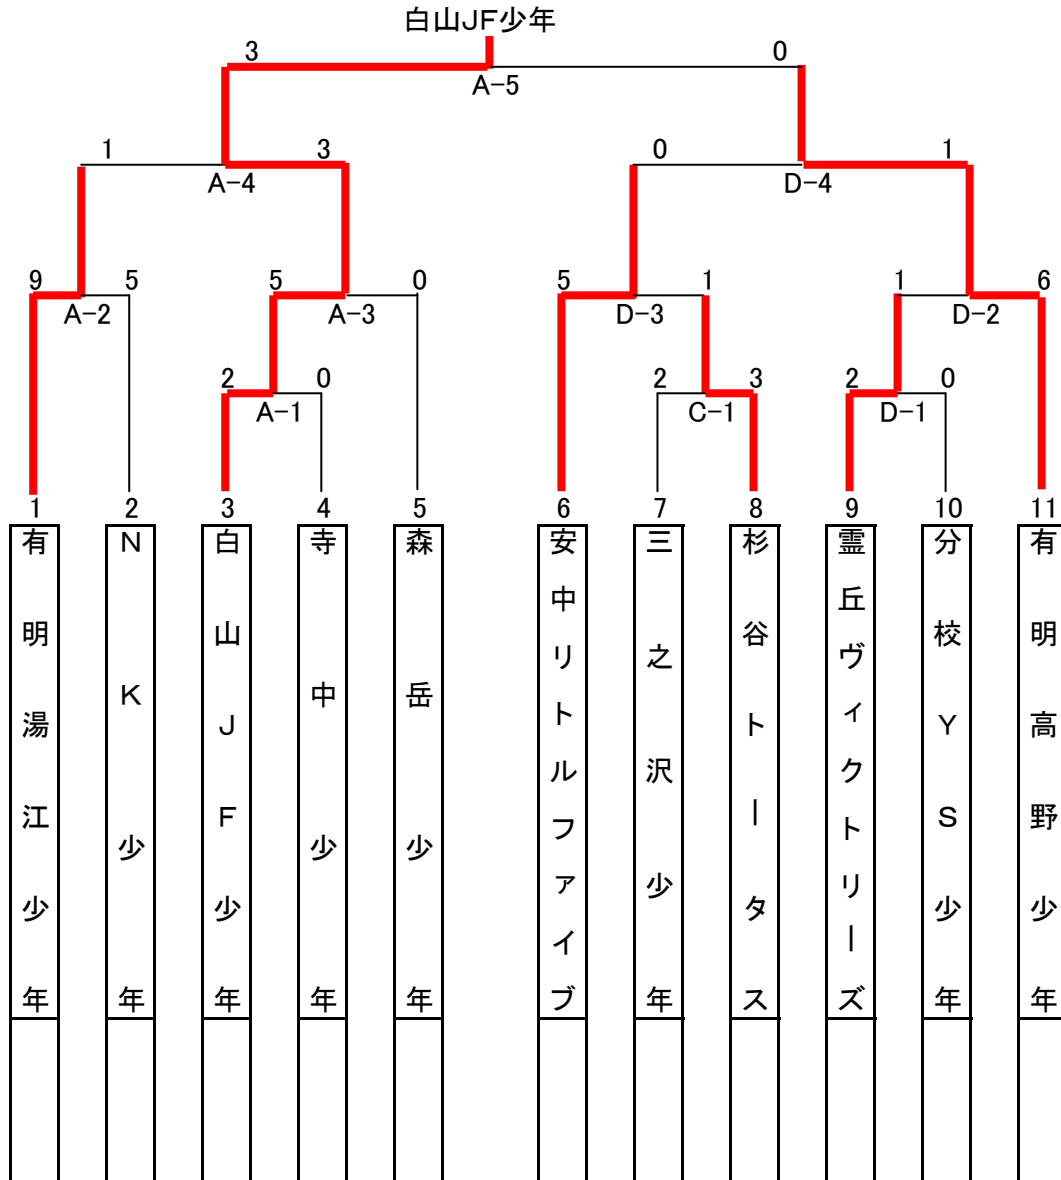 白山JF少年
3 0
A-5
1 3 0 1
A-4 D-4
9 5 5 0 5 1 1 6
A-2 A-3 D-3 D-2
2 0 2 3 2 0
A-1 C-1 D-1
1 2 3 4 5 6 7 8 9 10 11
有明湯江少年
NK少年
白山JF少年
寺中少年
森岳少年
安中リトルファイブ
三之沢少年
杉谷トータス
霊丘ヴィクトリーズ
分校YS少年
有明高野少年